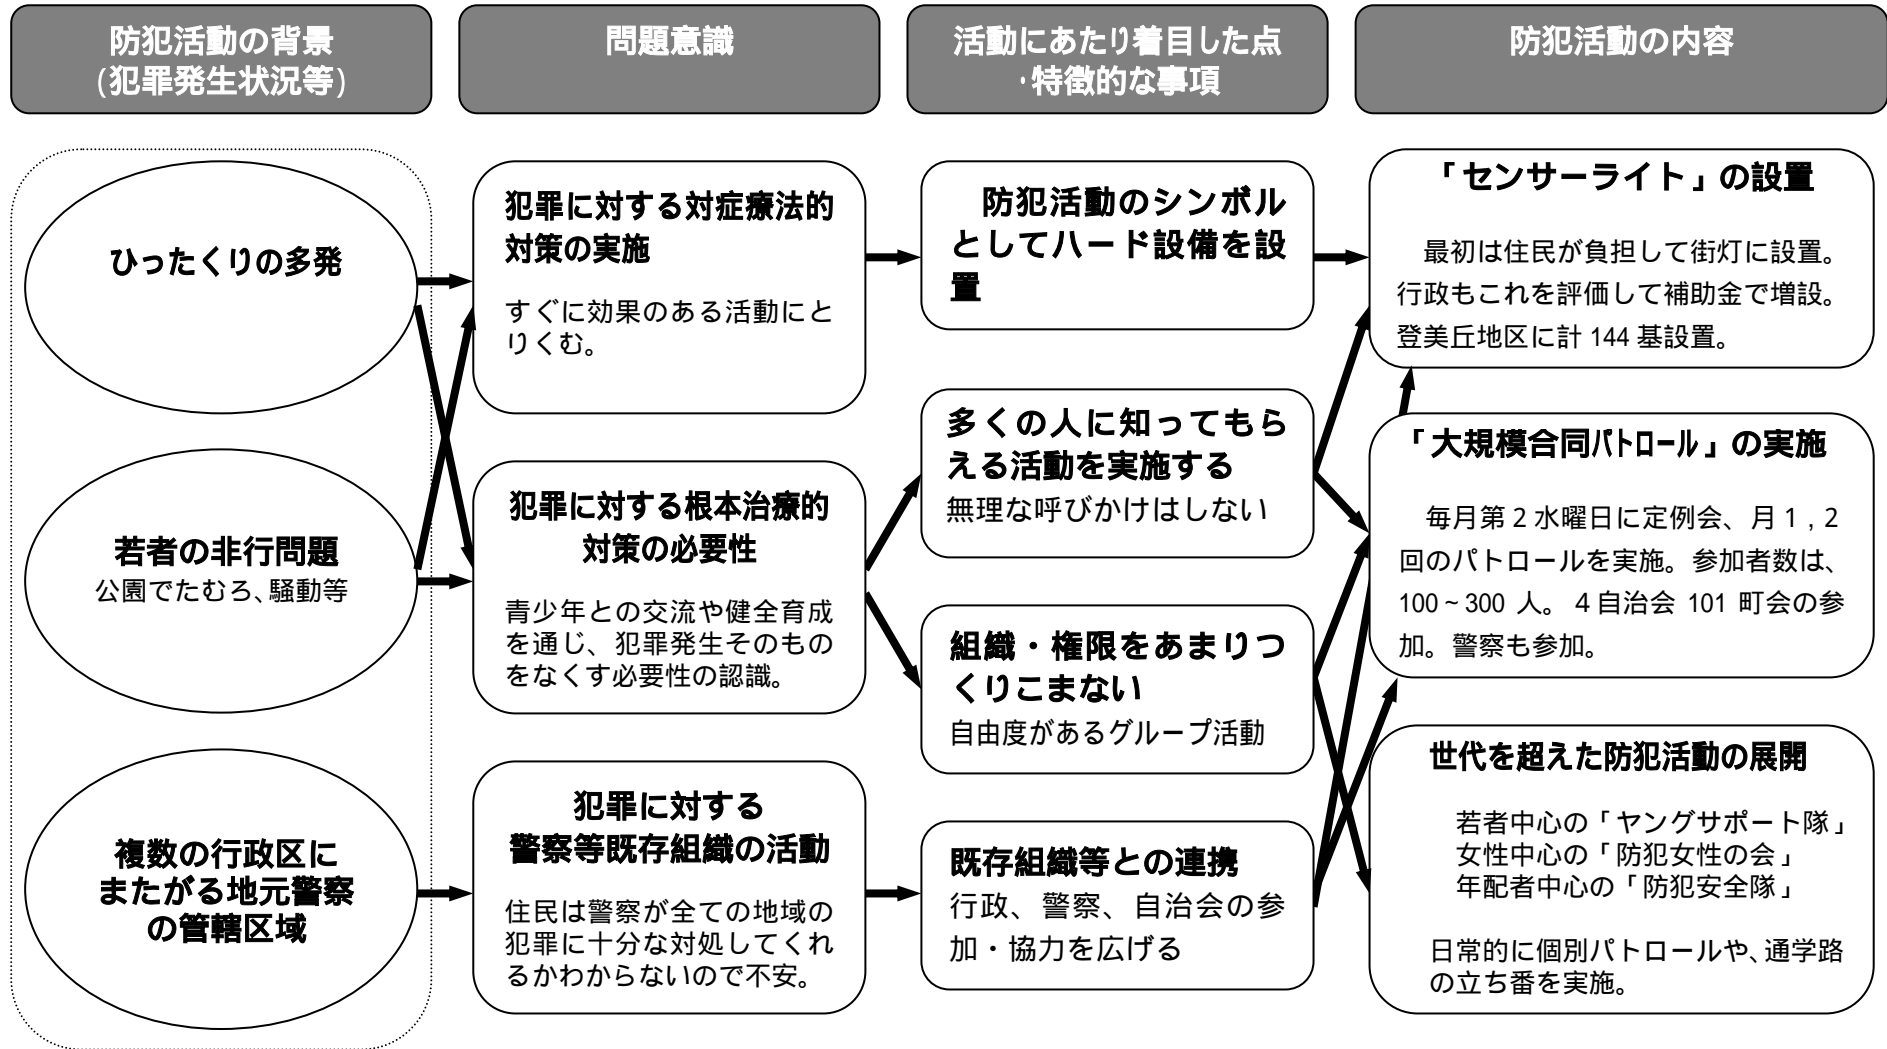 防犯活動の背景
(犯罪発生状況等)
問題意識
活動にあたり着目した点
・特徴的な事項
防犯活動の内容
ひったくりの多発
若者の非行問題
公園でたむろ、騒動等
複数の行政区に
またがる地元警察
の管轄区域
犯罪に対する対症療法的
対策の実施
すぐに効果のある活動にと
りくむ。
犯罪に対する根本治療的
対策の必要性
青少年との交流や健全育成
を通じ、犯罪発生そのもの
をなくす必要性の認識。
犯罪に対する
警察等既存組織の活動
住民は警察が全ての地域の
犯罪に十分な対処してくれ
るかわからないので不安。
防犯活動のシンボル
としてハード設備を設
置
多くの人に知ってもら
える活動を実施する
無理な呼びかけはしない
組織・権限をあまりつ
くりこまない
自由度があるグループ活動
既存組織等との連携
行政、警察、自治会の参
加・協力を広げる
「センサーライト」の設置
最初は住民が負担して街灯に設置。
行政もこれを評価して補助金で増設。
登美丘地区に計 144 基設置。
「大規模合同パトロール」の実施
毎月第２水曜日に定例会、月１,２
回のパトロールを実施。参加者数は、
100～300 人。４自治会 101 町会の参
加。警察も参加。
世代を超えた防犯活動の展開
若者中心の「ヤングサポート隊」
女性中心の「防犯女性の会」
年配者中心の「防犯安全隊」
日常的に個別パトロールや、通学路
の立ち番を実施。